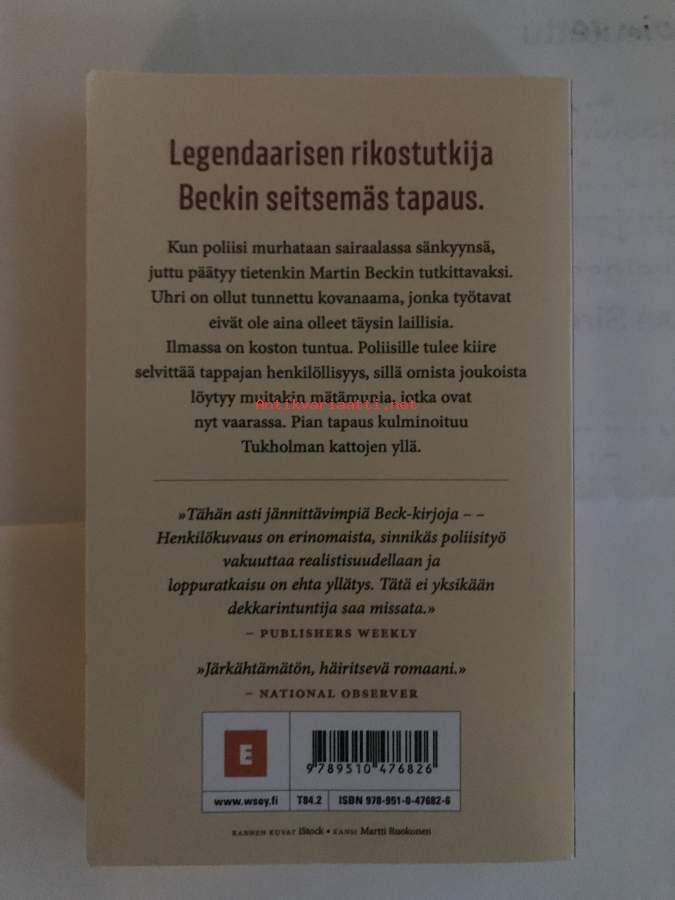 Legendaarisen rikostutkija
Beckin seitsemäs tapaus.
Kun poliisi murhataan sairaalassa sänkyynsä,
juttu päätyy tietenkin Martin Beckin tutkittavaksi.
Uhri on ollut tunnettu kovanaama, jonka työtavat
eivät ole aina olleet täysin laillisia.
Ilmassa on koston tuntua. Poliisille tulee kiire
selvittää tappajan henkilöllisyys, sillä omista joukoista
löytyy muitakin mätämunia, jotka ovat
Antikvariaatti.net
nyt vaarassa. Pian tapaus kulminoituu
Tukholman kattojen yllä.
»Tähän asti jännittävimpiä Beck-kirjoja – –
Henkilökuvaus on erinomaista, sinnikäs poliisityö
vakuuttaa realistisuudellaan ja
loppuratkaisu on ehta yllätys. Tätä ei yksikään
dekkarintuntija saa missata.»
– PUBLISHERS WEEKLY
»Järkähtämätön, häiritsevä romaani.»
– NATIONAL OBSERVER
E
9 789510 476826
www.wsoy.fi T84.2 ISBN 978-951-0-47682-6
KANNEN KUVAT iStock • KANSI Martti Ruokonen